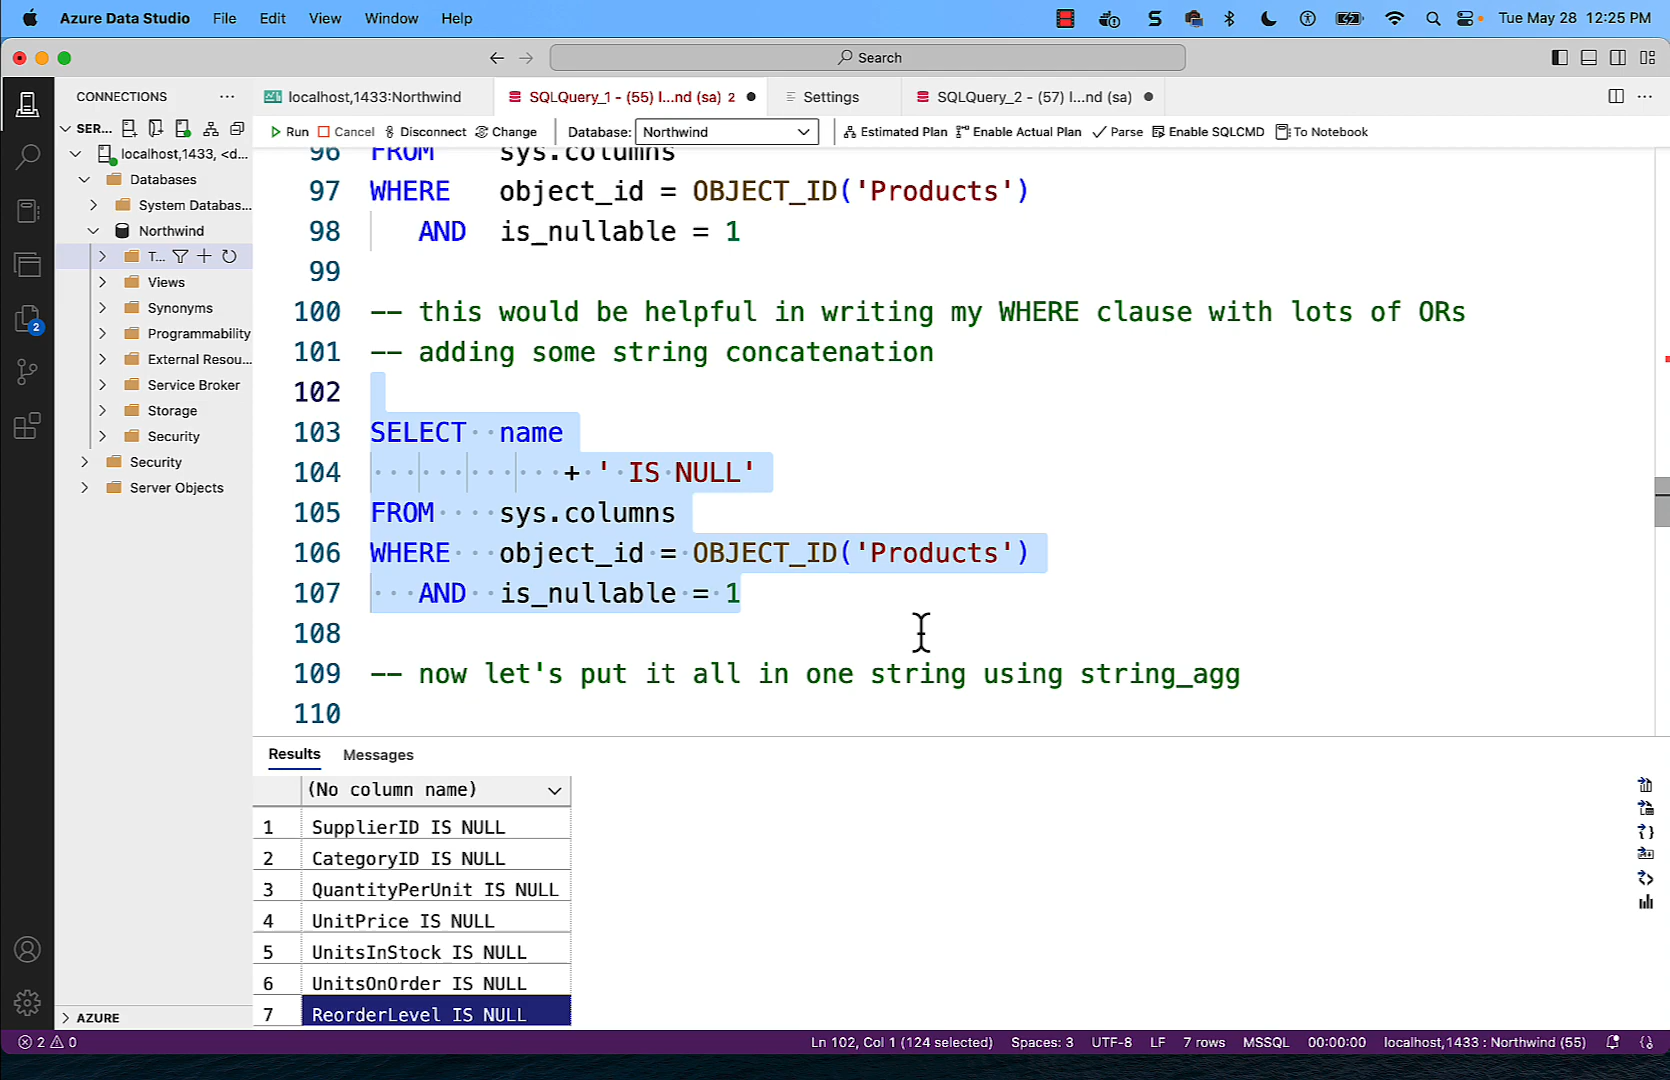 Azure Data Studio File Edit View Window Help Tue May 28 12:25 PM
Search
CONNECTIONS
localhost,1433:Northwind
SQLQuery_1 - (55) l...nd (sa) 2
Settings
SQLQuery_2 - (57) l...nd (sa)
SER...
Run Cancel Disconnect Change Database: Northwind Estimated Plan Enable Actual Plan Parse Enable SQLCMD To Notebook
localhost,1433, <d...
Databases
System Databas...
Northwind
T...
Views
Synonyms
Programmability
External Resou...
Service Broker
Storage
Security
Security
Server Objects
2
96 FROM sys.columns
97 WHERE object_id = OBJECT_ID('Products')
98 AND is_nullable = 1
99
100 -- this would be helpful in writing my WHERE clause with lots of ORs
101 -- adding some string concatenation
102
103 SELECT name
104 + ' IS NULL'
105 FROM sys.columns
106 WHERE object_id = OBJECT_ID('Products')
107 AND is_nullable = 1
108
109 -- now let's put it all in one string using string_agg
110
Results Messages
(No column name)
1 SupplierID IS NULL
2 CategoryID IS NULL
3 QuantityPerUnit IS NULL
4 UnitPrice IS NULL
5 UnitsInStock IS NULL
6 UnitsOnOrder IS NULL
7 ReorderLevel IS NULL
AZURE
2 0 Ln 102, Col 1 (124 selected) Spaces: 3 UTF-8 LF 7 rows MSSQL 00:00:00 localhost,1433 : Northwind (55)